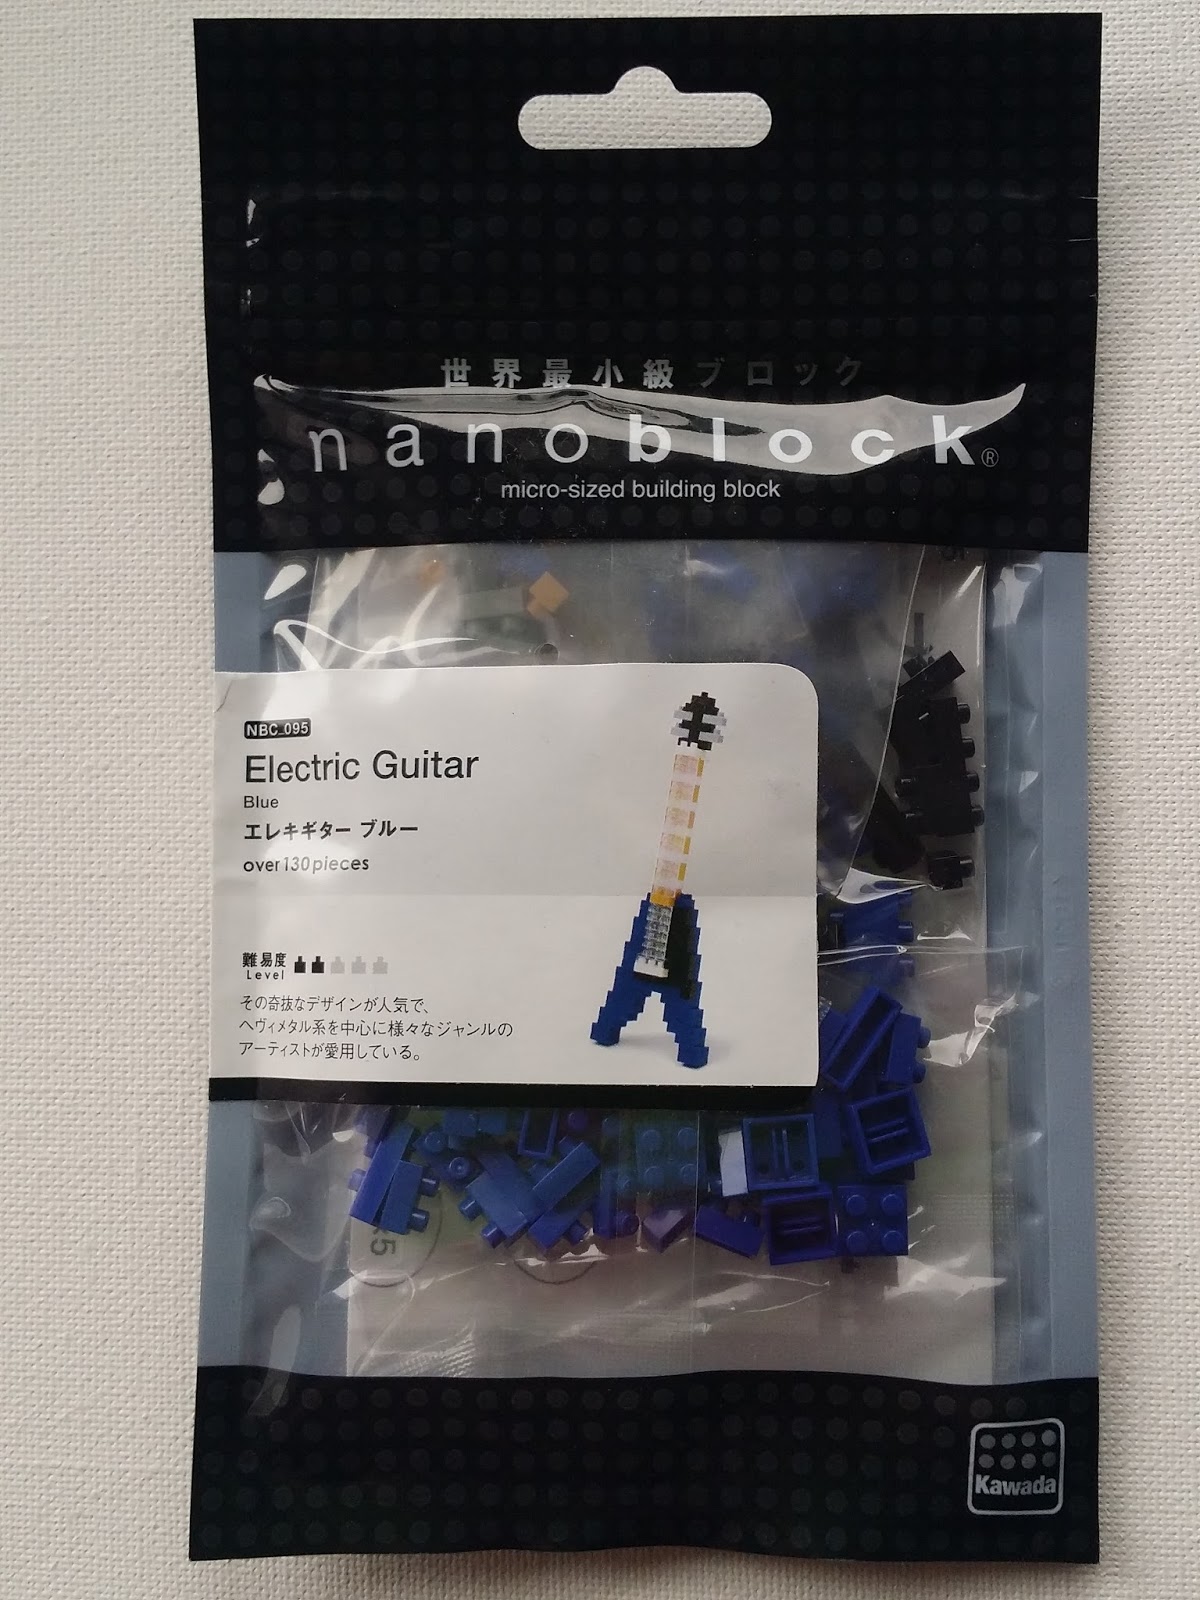 世界最小級ブロック
nanoblock®
micro-sized building block
NBC_095
Electric Guitar
Blue
エレキギター ブルー
over 130 pieces
難易度
Level
その奇抜なデザインが人気で、
ヘヴィメタル系を中心に様々なジャンルの
アーティストが愛用している。
Kawada